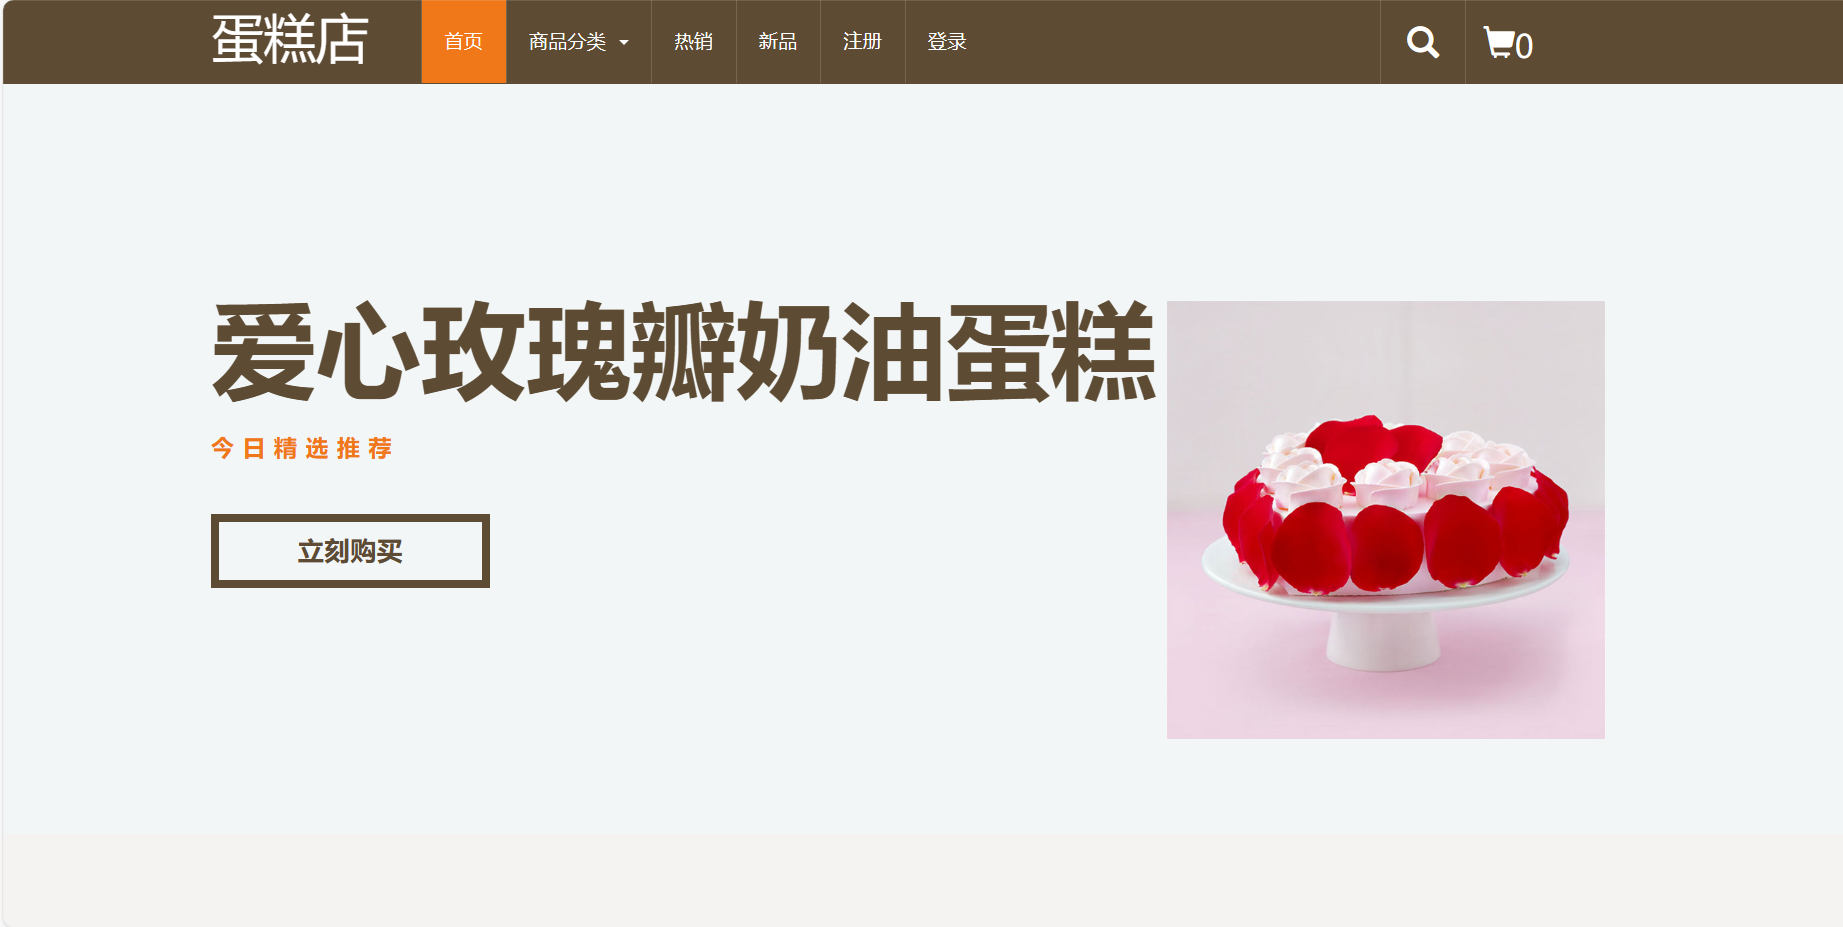 蛋糕店
首页 商品分类 热销 新品 注册 登录 0
爱心玫瑰瓣奶油蛋糕
今日精选推荐
立刻购买